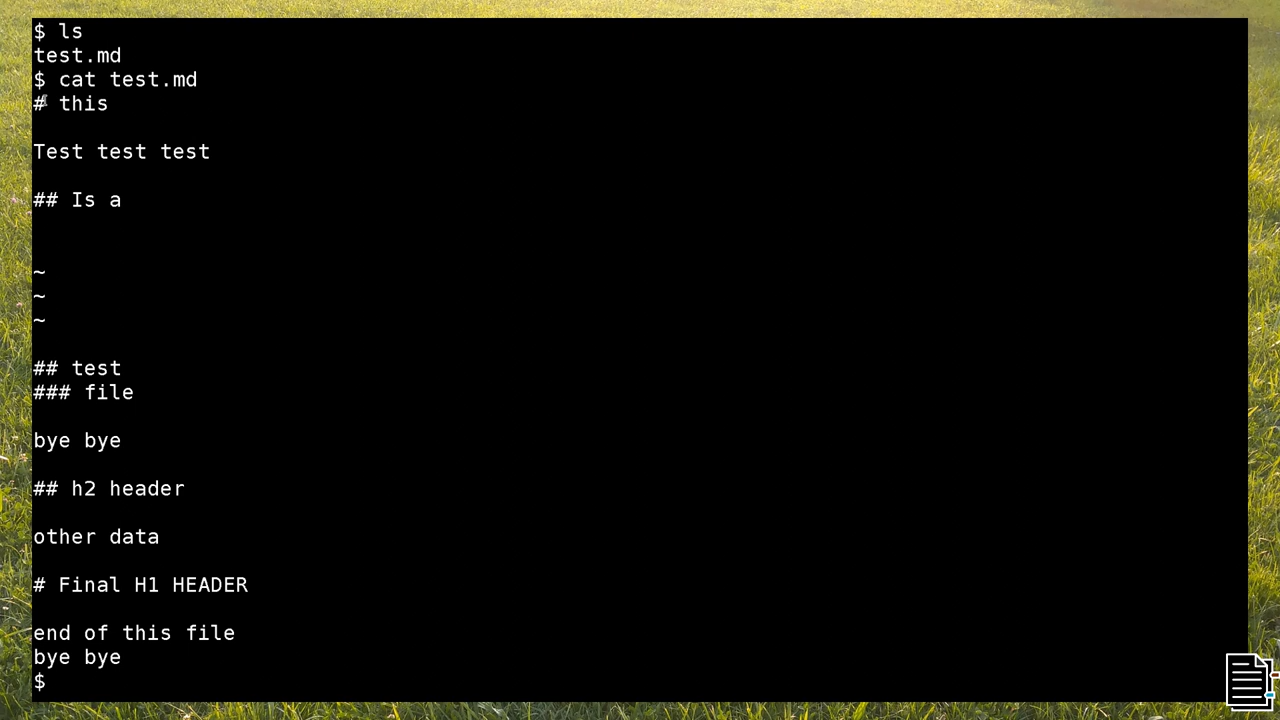 $ ls
test.md
$ cat test.md
# this
Test test test
## Is a
~
~
~
## test
### file
bye bye
## h2 header
other data
# Final H1 HEADER
end of this file
bye bye
$